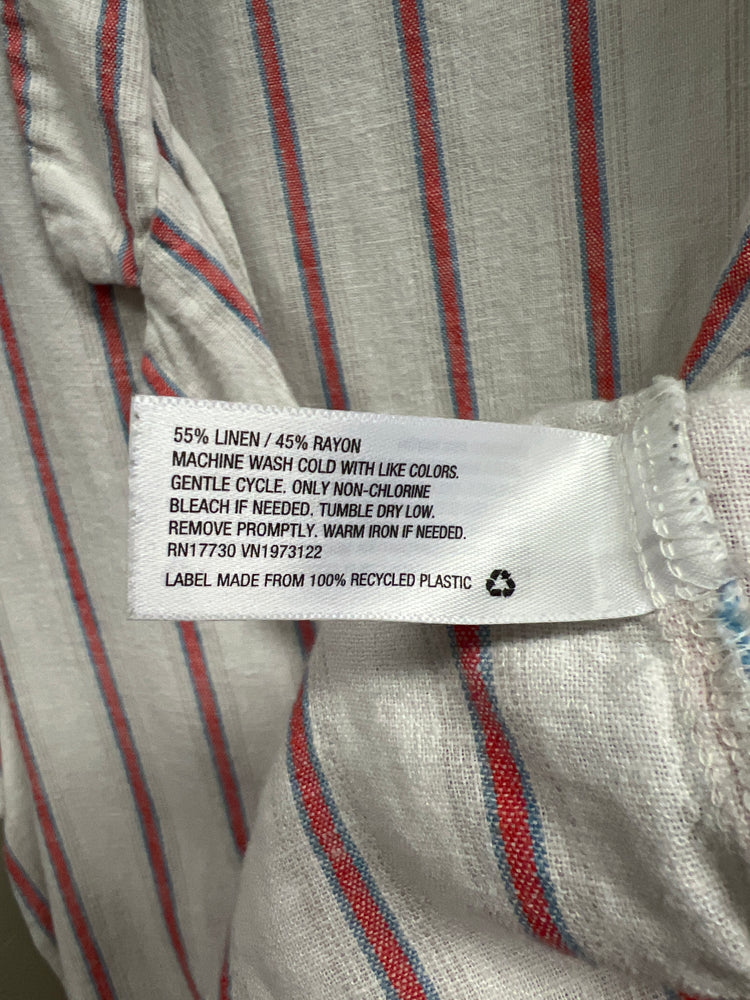 55% LINEN / 45% RAYON
MACHINE WASH COLD WITH LIKE COLORS.
GENTLE CYCLE. ONLY NON-CHLORINE
BLEACH IF NEEDED. TUMBLE DRY LOW.
REMOVE PROMPTLY. WARM IRON IF NEEDED.
RN17730 VN1973122
LABEL MADE FROM 100% RECYCLED PLASTIC